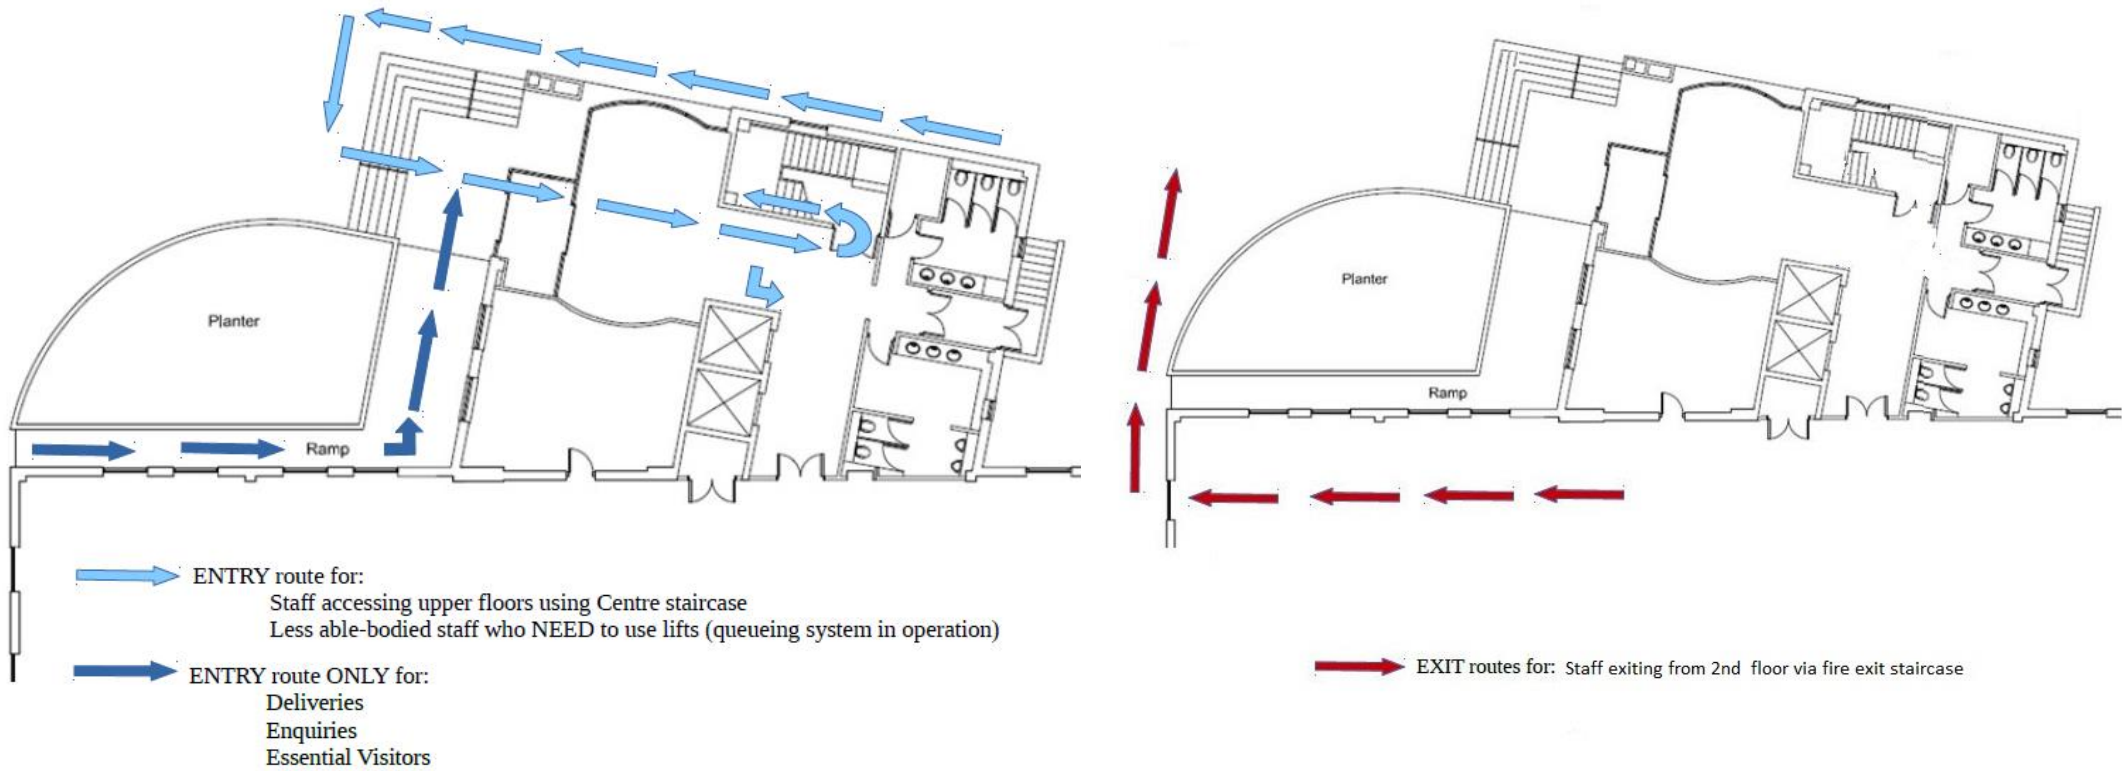 Planter
Ramp
ENTRY route for:
Staff accessing upper floors using Centre staircase
Less able-bodied staff who NEED to use lifts (queueing system in operation)
ENTRY route ONLY for:
Deliveries
Enquiries
Essential Visitors
Planter
Ramp
EXIT routes for: Staff exiting from 2nd floor via fire exit staircase